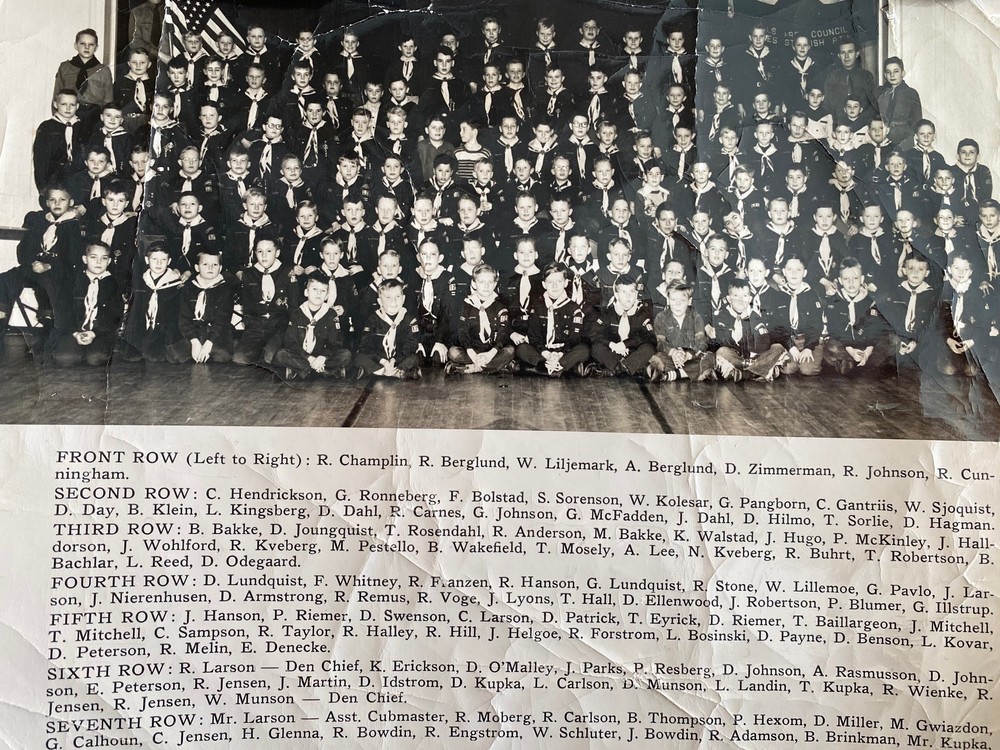 FRONT ROW (Left to Right): R. Champlin, R. Berglund, W. Liljemark, A. Berglund, D. Zimmerman, R. Johnson, R. Cun-
ningham.
SECOND ROW: C. Hendrickson, G. Ronneberg, F. Bolstad, S. Sorenson, W. Kolesar, G. Pangborn, C. Gantriis, W. Sjoquist,
D. Day, B. Klein, L. Kingsberg, D. Dahl, R. Carnes, G. Johnson, G. McFadden, J. Dahl, D. Hilmo, T. Sorlie, D. Hagman.
THIRD ROW: B. Bakke, D. Joungquist, T. Rosendahl, R. Anderson, M. Bakke, K. Walstad, J. Hugo, P. McKinley, J. Hall-
dorson, J. Wohlford, R. Kveberg, M. Pestello, B. Wakefield, T. Mosely, A. Lee, N. Kveberg, R. Buhrt, T. Robertson, B.
Bachlar, L. Reed, D. Odegaard.
FOURTH ROW: D. Lundquist, F. Whitney, R. Franzen, R. Hanson, G. Lundquist, R. Stone, W. Lillemoe, G. Pavlo, J. Lar-
son, J. Nierenhusen, D. Armstrong, R. Remus, R. Voge, J. Lyons, T. Hall, D. Ellenwood, J. Robertson, P. Blumer, G. Illstrup.
FIFTH ROW: J. Hanson, P. Riemer, D. Swenson, C. Larson, D. Patrick, T. Eyrick, D. Riemer, T. Baillargeon, J. Mitchell,
T. Mitchell, C. Sampson, R. Taylor, R. Halley, R. Hill, J. Helgoe, R. Forstrom, L. Bosinski, D. Payne, D. Benson, L. Kovar,
D. Peterson, R. Melin, E. Denecke.
SIXTH ROW: R. Larson — Den Chief, K. Erickson, D. O'Malley, J. Parks, P. Resberg, D. Johnson, A. Rasmusson, D. John-
son, E. Peterson, R. Jensen, J. Martin, D. Idstrom, D. Kupka, L. Carlson, D. Munson, L. Landin, T. Kupka, R. Wienke, R.
Jensen, R. Jensen, W. Munson — Den Chief.
SEVENTH ROW: Mr. Larson — Asst. Cubmaster, R. Moberg, R. Carlson, B. Thompson, P. Hexom, D. Miller, M. Gwiazdon,
G. Calhoun, C. Jensen, H. Glenna, R. Bowdin, R. Engstrom, W. Schluter, J. Bowdin, R. Adamson, B. Brinkman, Mr. Kupka,